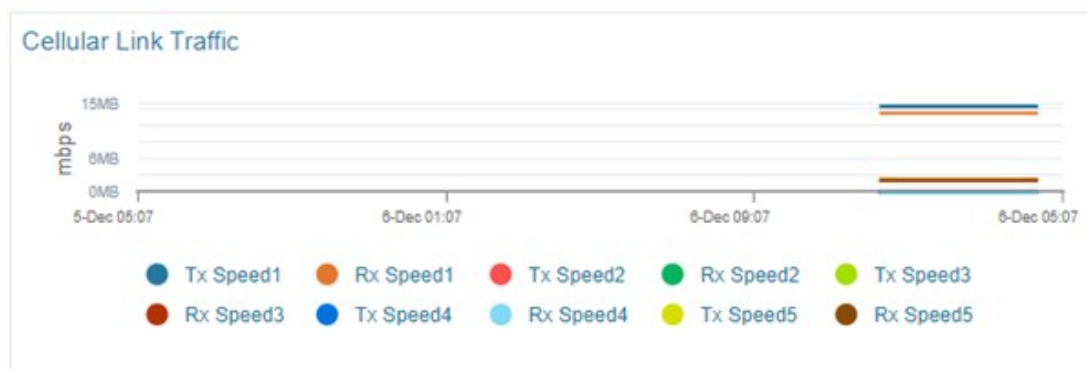 Cellular Link Traffic
15MB
mbps
6MB
0MB
5-Dec 05:07 6-Dec 01:07 6-Dec 09:07 6-Dec 05:07
Tx Speed1 Rx Speed1 Tx Speed2 Rx Speed2 Tx Speed3
Rx Speed3 Tx Speed4 Rx Speed4 Tx Speed5 Rx Speed5